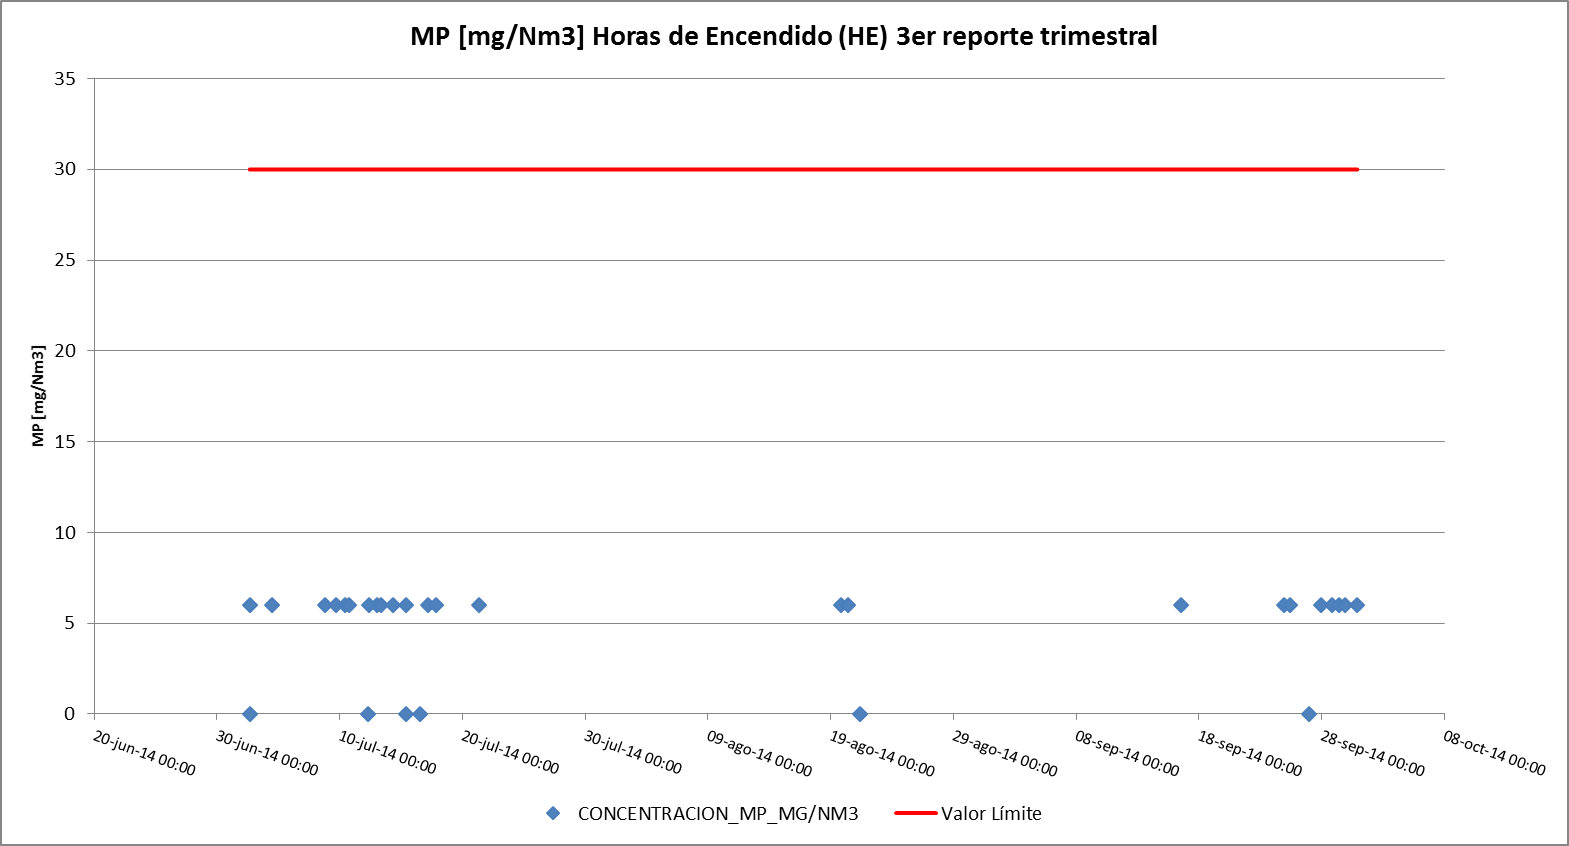 MP [mg/Nm3] Horas de Encendido (HE) 3er reporte trimestral
35
30
25
20
15
10
5
0
MP [mg/Nm3]
20-jun-14 00:00
30-jun-14 00:00
10-jul-14 00:00
20-jul-14 00:00
30-jul-14 00:00
09-ago-14 00:00
19-ago-14 00:00
29-ago-14 00:00
08-sep-14 00:00
18-sep-14 00:00
28-sep-14 00:00
08-oct-14 00:00
CONCENTRACION_MP_MG/NM3
Valor Límite